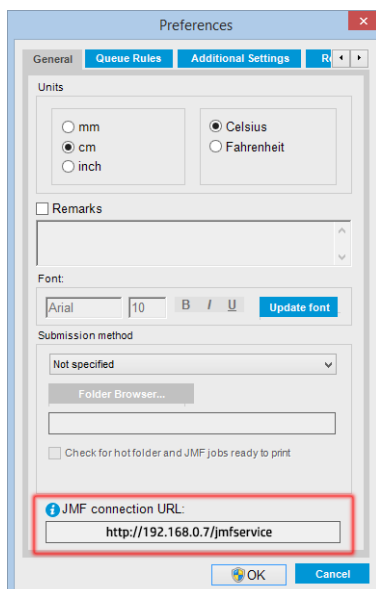 Preferences
General Queue Rules Additional Settings
Units
mm
cm
inch
Celsius
Fahrenheit
Remarks
Font:
Arial 10 B I U Update font
Submission method
Not specified
Folder Browser...
Check for hot folder and JMF jobs ready to print
JMF connection URL:
http://192.168.0.7/jmfservice
OK Cancel